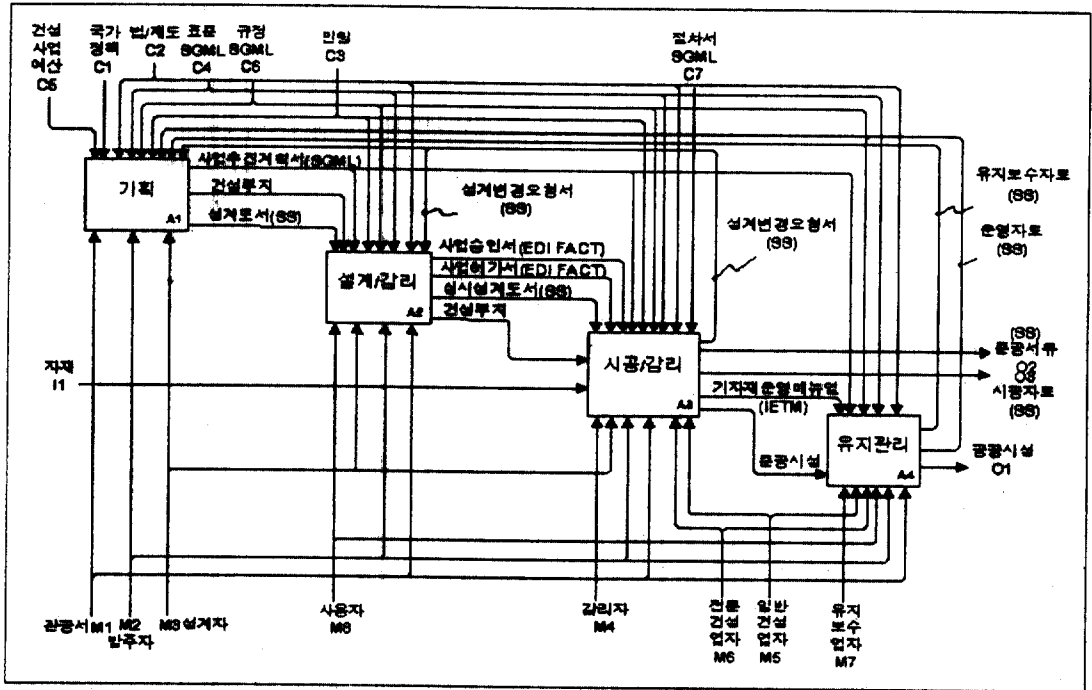 건설
사업
예산
C5
국가
정책
C1
법/제도
C2
표준
SGML
C4
규정
SGML
C6
민원
C3
절차서
SGML
C7
기획
A1
사업추진계획서(SGML)
건설부지
설계도서(SS)
설계변경요청서
(SS)
설계/감리
A2
사업승인서(EDI FACT)
사업허가서(EDI FACT)
실시설계도서(SS)
건설부지
설계변경요청서
(SS)
유지보수자료
(SS)
운영자료
(SS)
자재
I1
시공/감리
A3
(SS)
준공서류
O2
O3
시공자료
(SS)
기자재운영메뉴얼
(IETM)
준공시설
유지관리
A4
공공시설
O1
관공서 M1
M2
발주자
M3 설계자
사용자
M8
감리자
M4
전문
건설
업자
M6
일반
건설
업자
M5
유지
보수
업자
M7